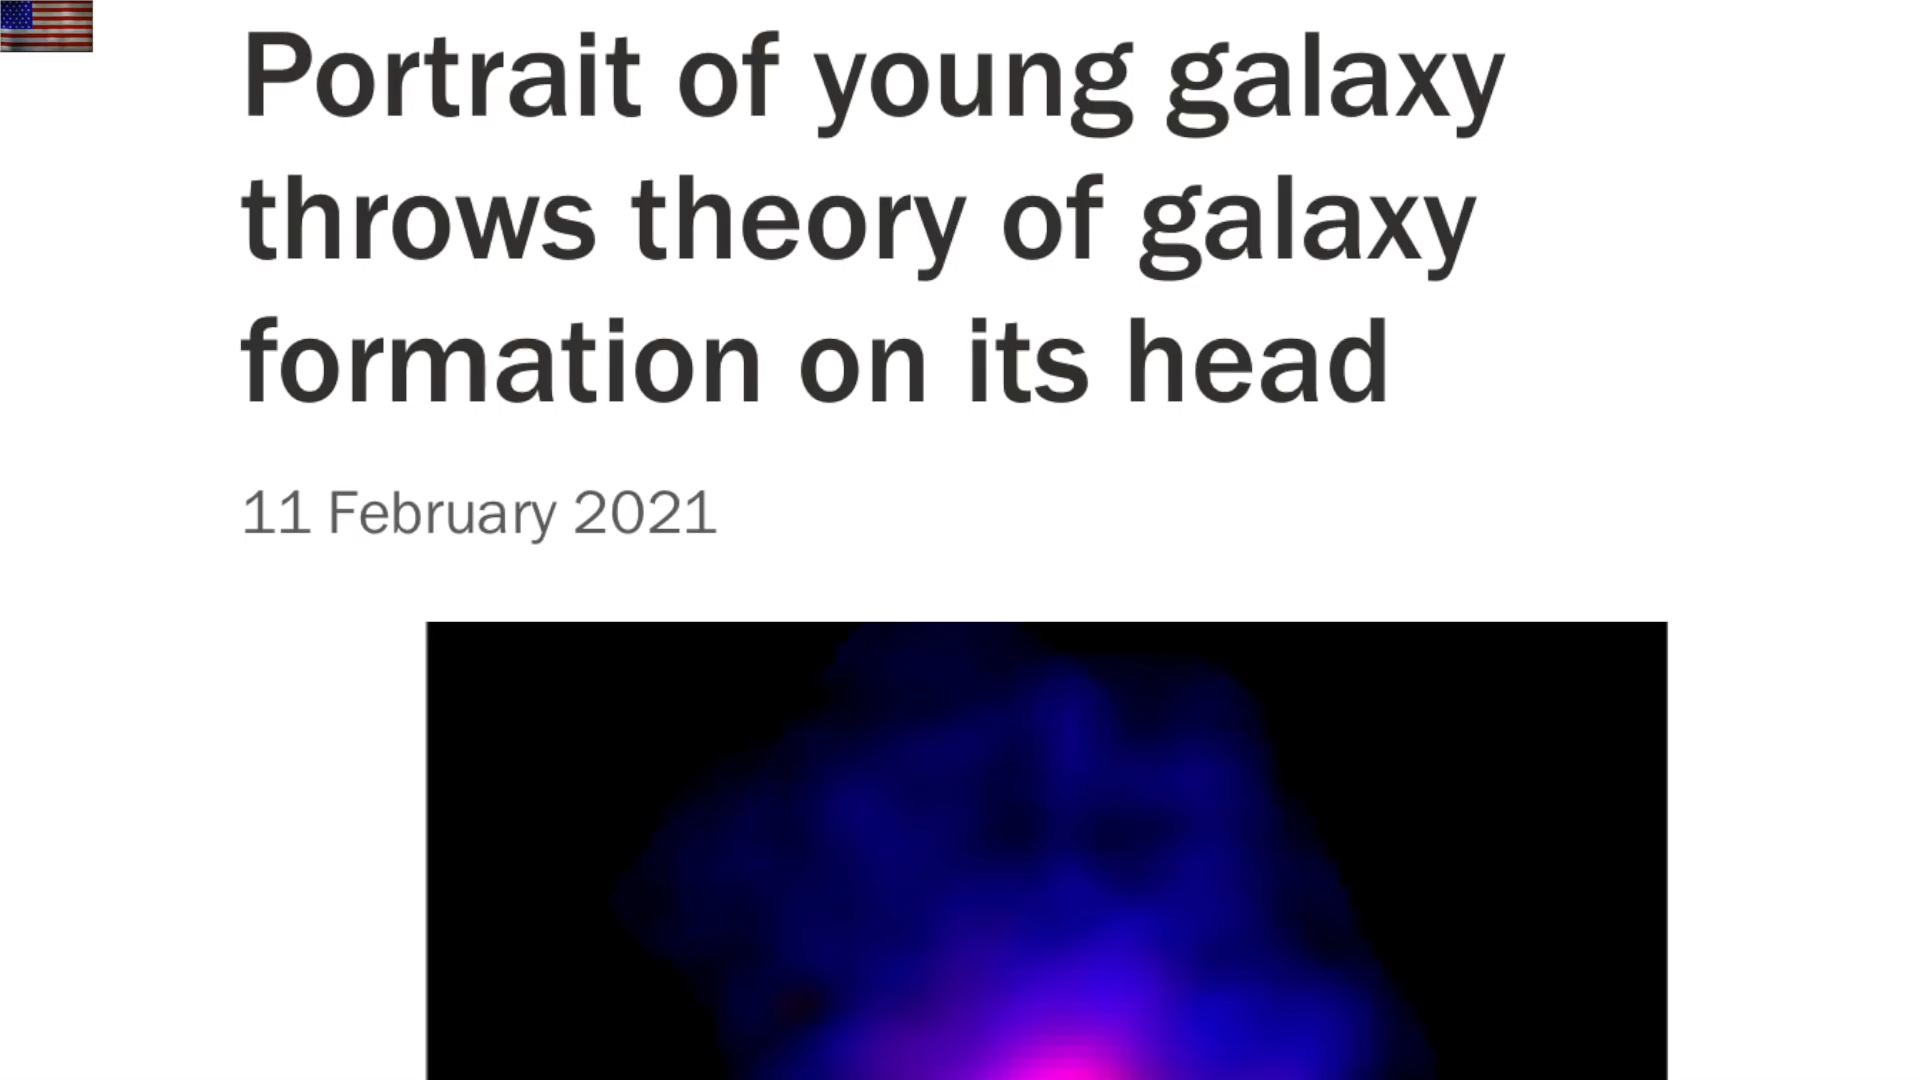 Portrait of young galaxy
throws theory of galaxy
formation on its head
11 February 2021